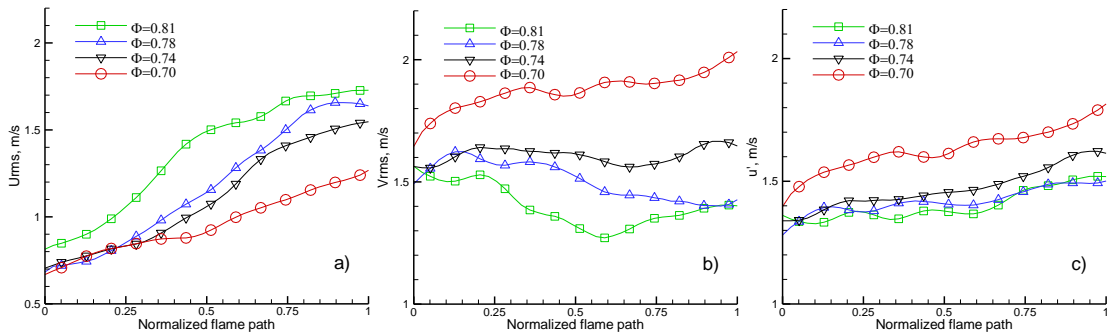 Φ=0.81
Φ=0.78
Φ=0.74
Φ=0.70
2
1.5
1
0.5
0
0.25
0.5
0.75
1
Urms, m/s
Normalized flame path
a)
Φ=0.81
Φ=0.78
Φ=0.74
Φ=0.70
2
1.5
1
0
0.25
0.5
0.75
1
Vrms, m/s
Normalized flame path
b)
Φ=0.81
Φ=0.78
Φ=0.74
Φ=0.70
2
1.5
1
0
0.25
0.5
0.75
1
u', m/s
Normalized flame path
c)